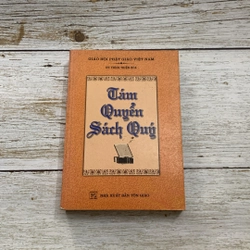 GIÁO HỘI PHẬT GIÁO VIỆT NAM
Tám
Quyển
Sách Quý
NHÀ XUẤT BẢN TÔN GIÁO